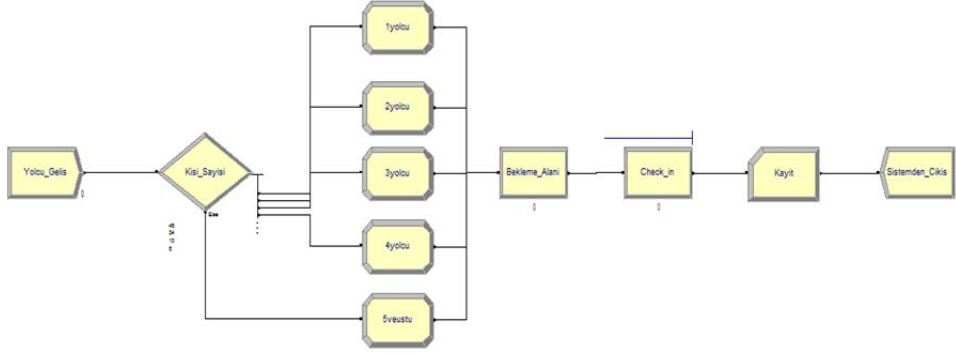 1yolcu
2yolcu
Yolcu_Gelis
Kisi_Sayisi
3yolcu
Bekleme_Alani
Check_in
Kayit
Sistemden_Cikis
0
Else
0
0
4yolcu
5veustu